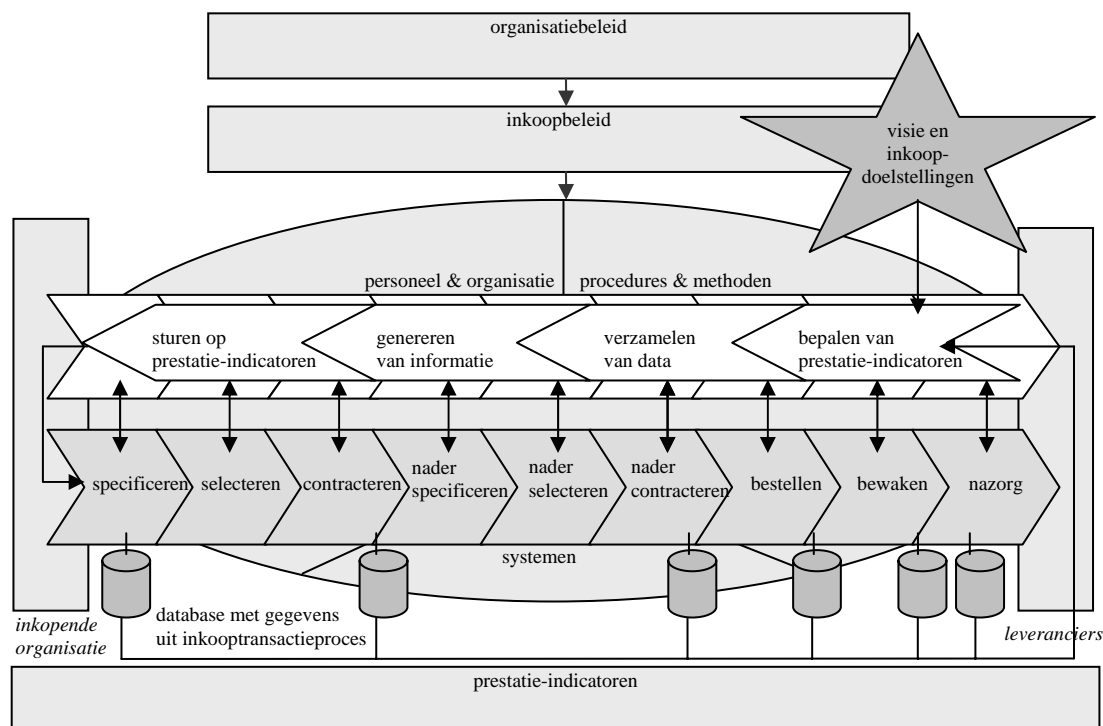 organisatiebeleid
inkoopbeleid
visie en
inkoop-
doelstellingen
personeel & organisatie
procedures & methoden
sturen op
prestatie-indicatoren
genereren
van informatie
verzamelen
van data
bepalen van
prestatie-indicatoren
specificeren
selecteren
contracteren
nader
specificeren
nader
selecteren
nader
contracteren
bestellen
bewaken
nazorg
systemen
database met gegevens
uit inkooptransactieproces
inkopende
organisatie
leveranciers
prestatie-indicatoren